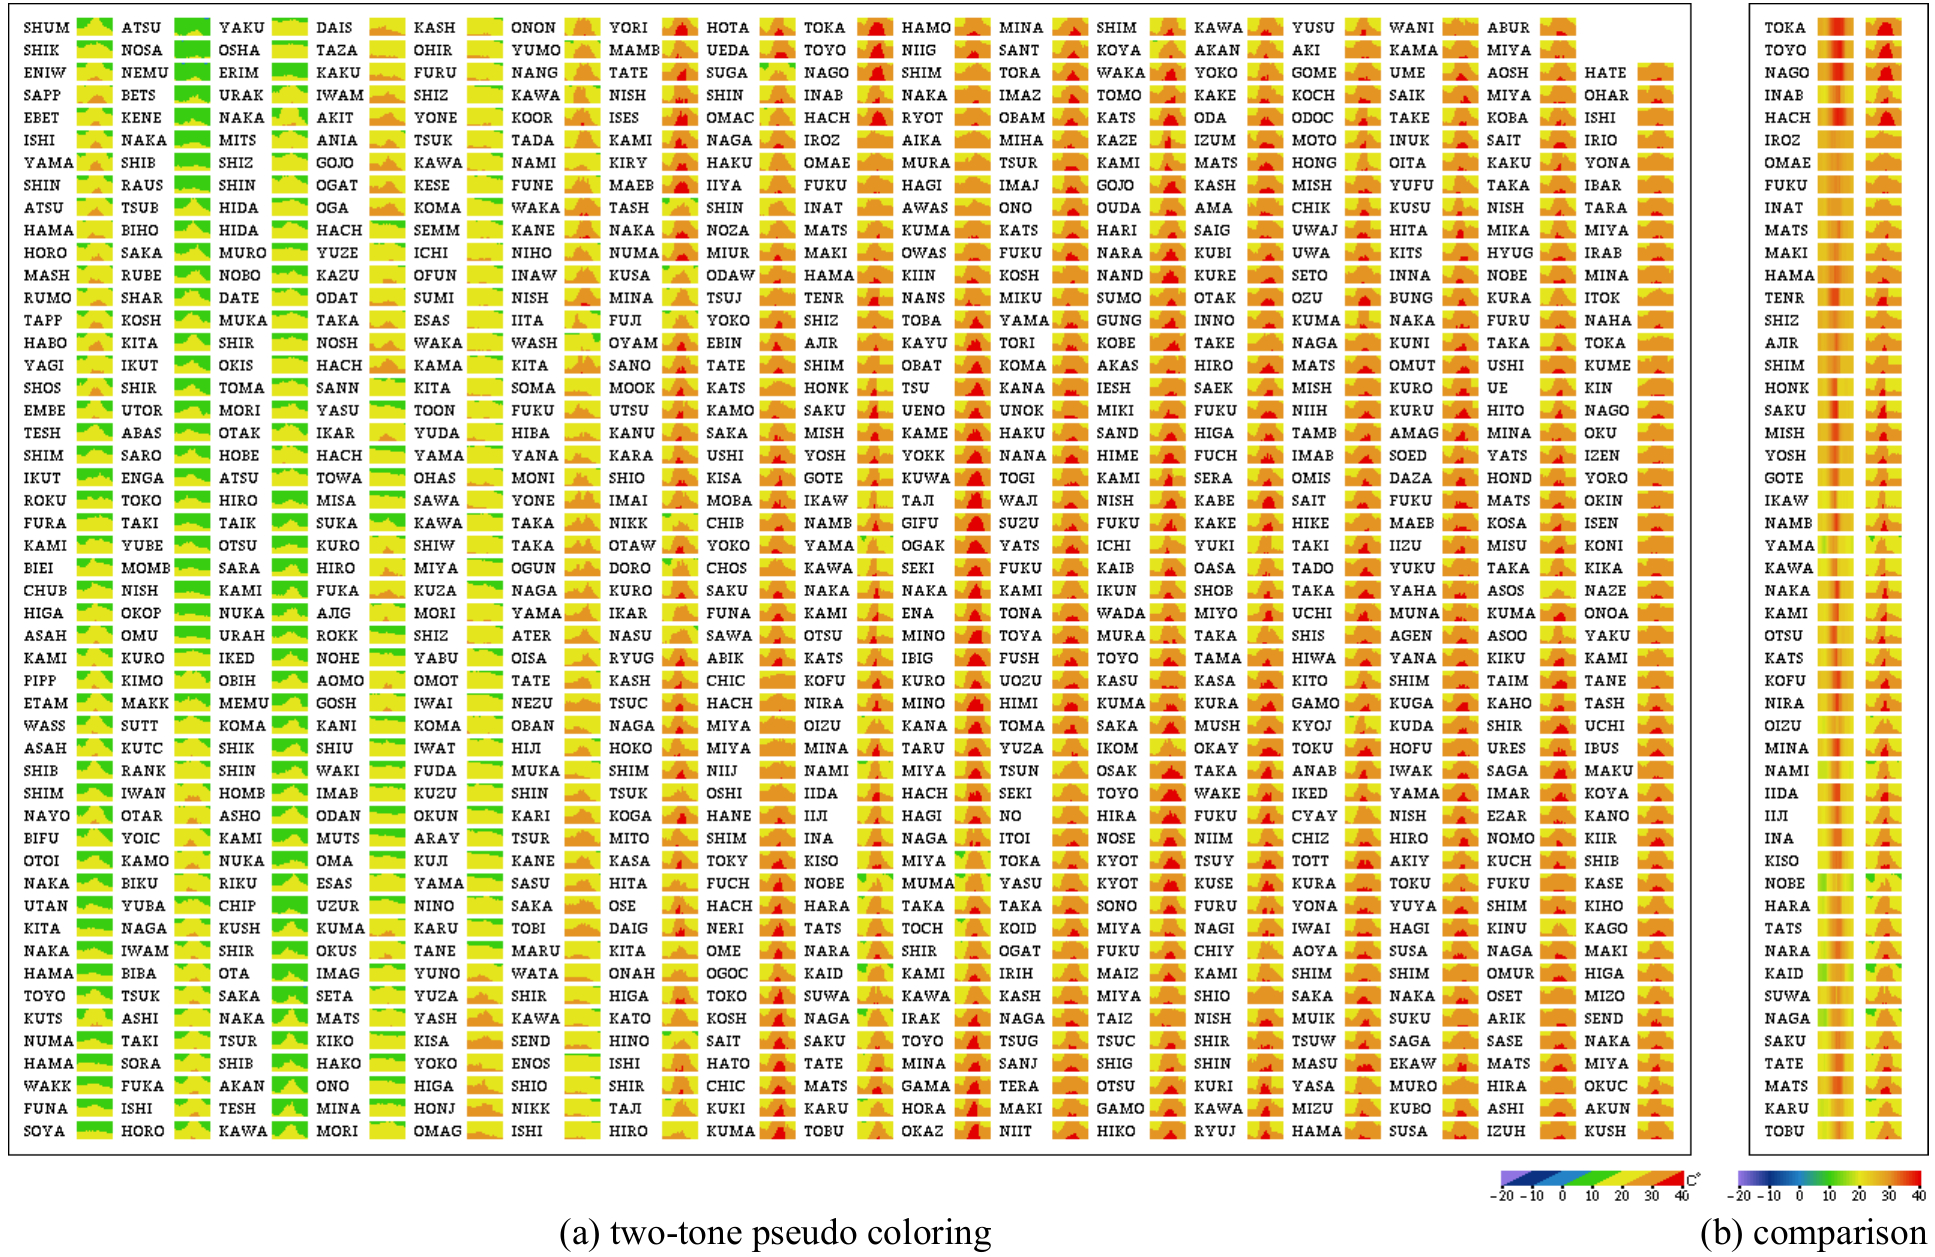 SHUM ATSU YAKU DAIS KASH ONON YORI HOTA TOKA HAMO MINA SHIM KAWA YUSU WANI ABUR TOKA
SHIK NOSA OSHA TAZA OHIR YUMO MAMB UEDA TOYO NIIG SANT KOYA AKAN AKI KAMA MIYA TOYO
ENIW NEMU ERIM KAKU FURU NANG TATE SUGA NAGO SHIM TORA WAKA YOKO GOME UME AOSH HATE NAGO
SAPP BETS URAK IWAM SHIZ KAWA NISH SHIN INAB NAKA IMAZ TOMO KAKE KOCH SAIK MIYA OHAR INAB
EBET KENE NAKA AKIT YONE KOOR ISES OMAC HACH RYOT OBAM KATS ODA ODOC TAKE KOBA ISHI HACH
ISHI NAKA MITS ANIA TSUK TADA KAMI NAGA IROZ AIKA MIHA KAZE IZUM MOTO INUK SAIT IRIO IROZ
YAMA SHIB SHIZ GOJO KAWA NAMI KIRY HAKU OMAE MURA TSUR KAMI MATS HONG OITA KAKU YONA OMAE
SHIN RAUS SHIN OGAT KESE FUNE MAEB IIYA FUKU HAGI IMAJ GOJO KASH MISH YUFU TAKA IBAR FUKU
ATSU TSUB HIDA OGA KOMA WAKA TASH SHIN INAT AWAS ONO OUDA AMA CHIK KUSU NISH TARA INAT
HAMA BIHO HIDA HACH SEMM KANE NAKA NOZA MATS KUMA KATS HARI SAIG UWAJ HITA MIKA MIYA MATS
HORO SAKA MURO YUZE ICHI NIHO NUMA MIUR MAKI OWAS FUKU NARA KUBI UWA KITS HYUG IRAB MAKI
MASH RUBE NOBO KAZU OFUN INAW KUSA ODAW HAMA KIIN KOSH NAND KURE SETO INNA NOBE MINA HAMA
RUMO SHAR DATE ODAT SUMI NISH MINA TSUJ TENR NANS MIKU SUMO OTAK OZU BUNG KURA ITOK TENR
TAPP KOSH MUKA TAKA ESAS IITA FUJI YOKO SHIZ TOBA YAMA GUNG INNO KUMA NAKA FURU NAHA SHIZ
HABO KITA SHIR NOSH WAKA WASH OYAM EBIN AJIR KAYU TORI KOBE TAKE NAGA KUNI TAKA TOKA AJIR
YAGI IKUT OKIS HACH KAMA KITA SANO TATE SHIM OBAT KOMA AKAS HIRO MATS OMUT USHI KUME SHIM
SHOS SHIR TOMA SANN KITA SOMA MOOK KATS HONK TSU KANA IESH SAEK MISH KURO UE KIN HONK
EMBE UTOR MORI YASU TOON FUKU UTSU KAMO SAKU UENO UNOK MIKI FUKU NIIH KURU HITO NAGO SAKU
TESH ABAS OTAK IKAR YUDA HIBA KANU SAKA MISH KAME HAKU SAND HIGA TAMB AMAG MINA OKU MISH
SHIM SARO HOBE HACH YAMA YANA KARA USHI YOSH YOKK NANA HIME FUCH IMAB SOED YATS IZEN YOSH
IKUT ENGA ATSU TOWA OHAS MONI SHIO KISA GOTE KUWA TOGI KAMI SERA OMIS DAZA HOND YORO GOTE
ROKU TOKO HIRO MISA SAWA YONE IMAI MOBA IKAW TAJI WAJI NISH KABE SAIT FUKU MATS OKIN IKAW
FURA TAKI TAIK SUKA KAWA TAKA NIKK CHIB NAMB GIFU SUZU FUKU KAKE HIKE MAEB KOSA ISEN NAMB
KAMI YUBE OTSU KURO SHIW TAKA OTAW YOKO YAMA OGAK YATS ICHI YUKI TAKI IIZU MISU KONI YAMA
BIEI MOMB SARA HIRO MIYA OGUN DORO CHOS KAWA SEKI FUKU KAIB OASA TADO YUKU TAKA KIKA KAWA
CHUB NISH KAMI FUKA KUZA NAGA KURO SAKU NAKA NAKA KAMI IKUN SHOB TAKA YAHA ASOS NAZE NAKA
HIGA OKOP NUKA AJIG MORI YAMA IKAR FUNA KAMI ENA TONA WADA MIYO UCHI MUNA KUMA ONOA KAMI
ASAH OMU URAH ROKK SHIZ ATER NASU SAWA OTSU MINO TOYA MURA TAKA SHIS AGEN ASOO YAKU OTSU
KAMI KURO IKED NOHE YABU OISA RYUG ABIK KATS IBIG FUSH TOYO TAMA HIWA YANA KIKU KAMI KATS
PIPP KIMO OBIH AOMO OMOT TATE KASH CHIC KOFU KURO UOZU KASU KASA KITO SHIM TAIM TANE KOFU
ETAM MAKK MEMU GOSH IWAI NEZU TSUC HACH NIRA MINO HIMI KUMA KURA GAMO KUGA KAHO TASH NIRA
WASS SUTT KOMA KANI KOMA OBAN NAGA MIYA OIZU KANA TOMA SAKA MUSH KYOJ KUDA SHIR UCHI OIZU
ASAH KUTC SHIK SHIU IWAT HIJI HOKO MIYA MINA TARU YUZA IKOM OKAY TOKU HOFU URES IBUS MINA
SHIB RANK SHIN WAKI FUDA MUKA SHIM NIIJ NAMI MIYA TSUN OSAK TAKA ANAB IWAK SAGA MAKU NAMI
SHIM IWAN HOMB IMAB KUZU SHIN TSUK OSHI IIDA HACH SEKI TOYO WAKE IKED YAMA IMAR KOYA IIDA
NAYO OTAR ASHO ODAN OKUN KARI KOGA HANE IIJI HAGI NO HIRA FUKU CYAY NISH EZAR KANO IIJI
BIFU YOIC KAMI MUTS ARAY TSUR MITO SHIM INA NAGA ITOI NOSE NIIM CHIZ HIRO NOMO KIIR INA
OTOI KAMO NUKA OMA KUJI KANE KASA TOKY KISO MIYA TOKA KYOT TSUY TOTT AKIY KUCH SHIB KISO
NAKA BIKU RIKU ESAS YAMA SASU HITA FUCH NOBE MUMA YASU KYOT KUSE KURA TOKU FUKU KASE NOBE
UTAN YUBA CHIP UZUR NINO SAKA OSE HACH HARA TAKA TAKA SONO FURU YONA YUYA SHIM KIHO HARA
KITA NAGA KUSH KUMA KARU TOBI DAIG NERI TATS TOCH KOID MIYA NAGI IWAI HAGI KINU KAGO TATS
NAKA IWAM SHIR OKUS TANE MARU KITA OME NARA SHIR OGAT FUKU CHIY AOYA SUSA NAGA MAKI NARA
HAMA BIBA OTA IMAG YUNO WATA ONAH OGOC KAID KAMI IRIH MAIZ KAMI SHIM SHIM OMUR HIGA KAID
TOYO TSUK SAKA SETA YUZA SHIR HIGA TOKO SUWA KAWA KASH MIYA SHIO SAKA NAKA OSET MIZO SUWA
KUTS ASHI NAKA MATS YASH KAWA KATO KOSH NAGA IRAK NAGA TAIZ NISH MUIK SUKU ARIK SEND NAGA
NUMA TAKI TSUR KIKO KISA SEND HINO SAIT SAKU TOYO TSUG TSUC SHIR TSUW SAGA SASE NAKA SAKU
HAMA SORA SHIB HAKO YOKO ENOS ISHI HATO TATE MINA SANJ SHIG SHIN MASU EKAW MATS MIYA TATE
WAKK FUKA AKAN ONO HIGA SHIO SHIR CHIC MATS GAMA TERA OTSU KURI YASA MURO HIRA OKUC MATS
FUNA ISHI TESH MINA HONJ NIKK TAJI KUKI KARU HORA MAKI GAMO KAWA MIZU KUBO ASHI AKUN KARU
SOYA HORO KAWA MORI OMAG ISHI HIRO KUMA TOBU OKAZ NIIT HIKO RYUJ HAMA SUSA IZUH KUSH TOBU
C°
-20 -10 0 10 20 30 40 -20 -10 0 10 20 30 40
(a) two-tone pseudo coloring (b) comparison